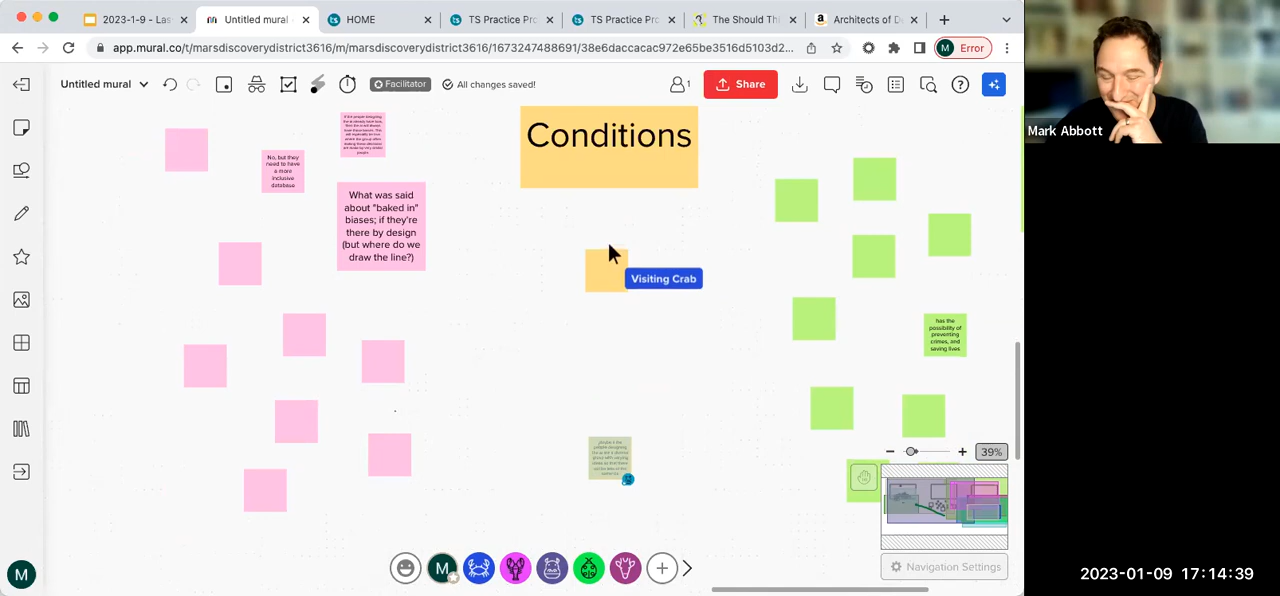 2023-1-9 - Las
Untitled mural
HOME
TS Practice Pro
TS Practice Pro
The Should Thi
Architects of De
app.mural.co/t/marsdiscoverydistrict3616/m/marsdiscoverydistrict3616/1673247488691/38e6daccacac972e65be3516d5103d2...
M Error
Untitled mural
Facilitator
All changes saved!
1
Share
Conditions
No, but they
need to have
a more
inclusive
database
What was said
about "baked in"
biases; if they're
there by design
(but where do we
draw the line?)
Visiting Crab
has the
possibility of
preventing
crimes, and
saving lives
39%
Navigation Settings
M
M
Mark Abbott
2023-01-09 17:14:39